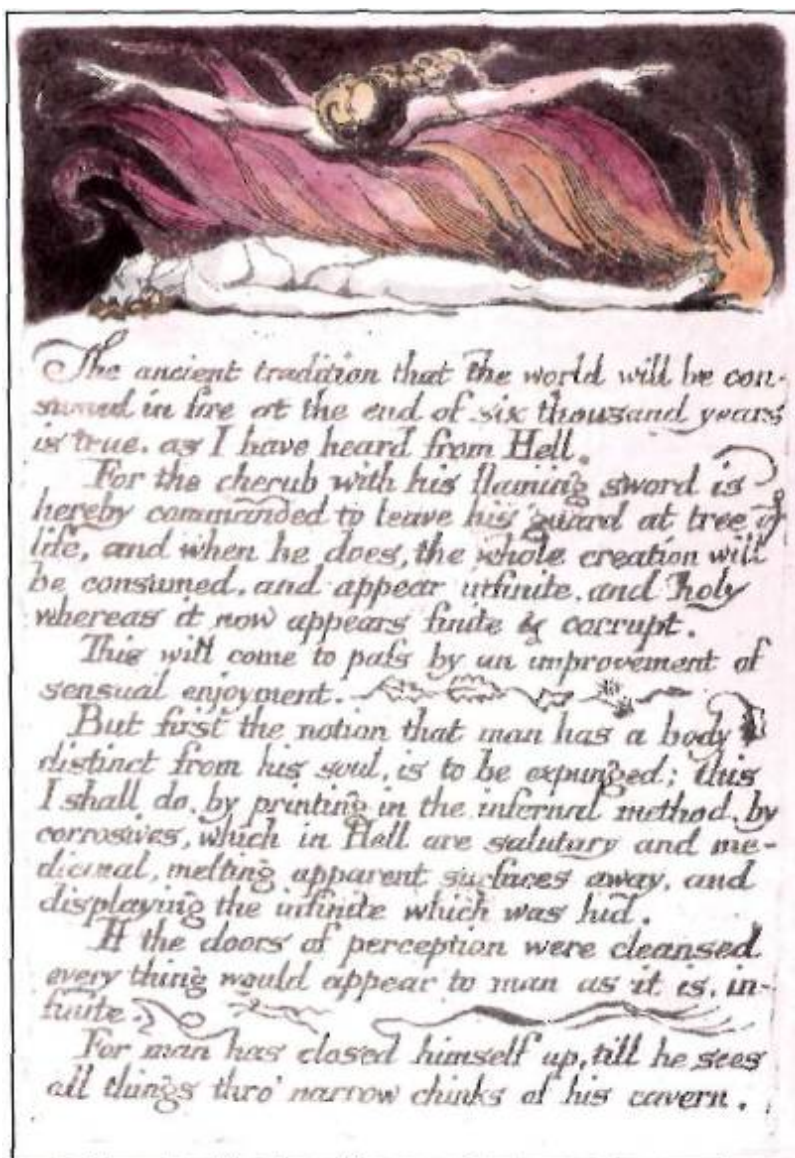 The ancient tradition that the world will be con-
sumed in fire at the end of six thousand years
is true. as I have heard from Hell.
For the cherub with his flaming sword is
hereby commanded to leave his guard at tree of
life, and when he does, the whole creation will
be consumed. and appear infinite. and holy
whereas it now appears finite & corrupt.
This will come to paſs by an improvement of
sensual enjoyment.
But first the notion that man has a body
distinct from his soul, is to be expunged; this
I shall do, by printing in the infernal method, by
corrosives, which in Hell are salutary and me-
dicinal, melting apparent surfaces away, and
displaying the infinite which was hid.
If the doors of perception were cleansed
every thing would appear to man as it is, in-
finite.
For man has closed himself up, till he sees
all things thro' narrow chinks of his cavern.